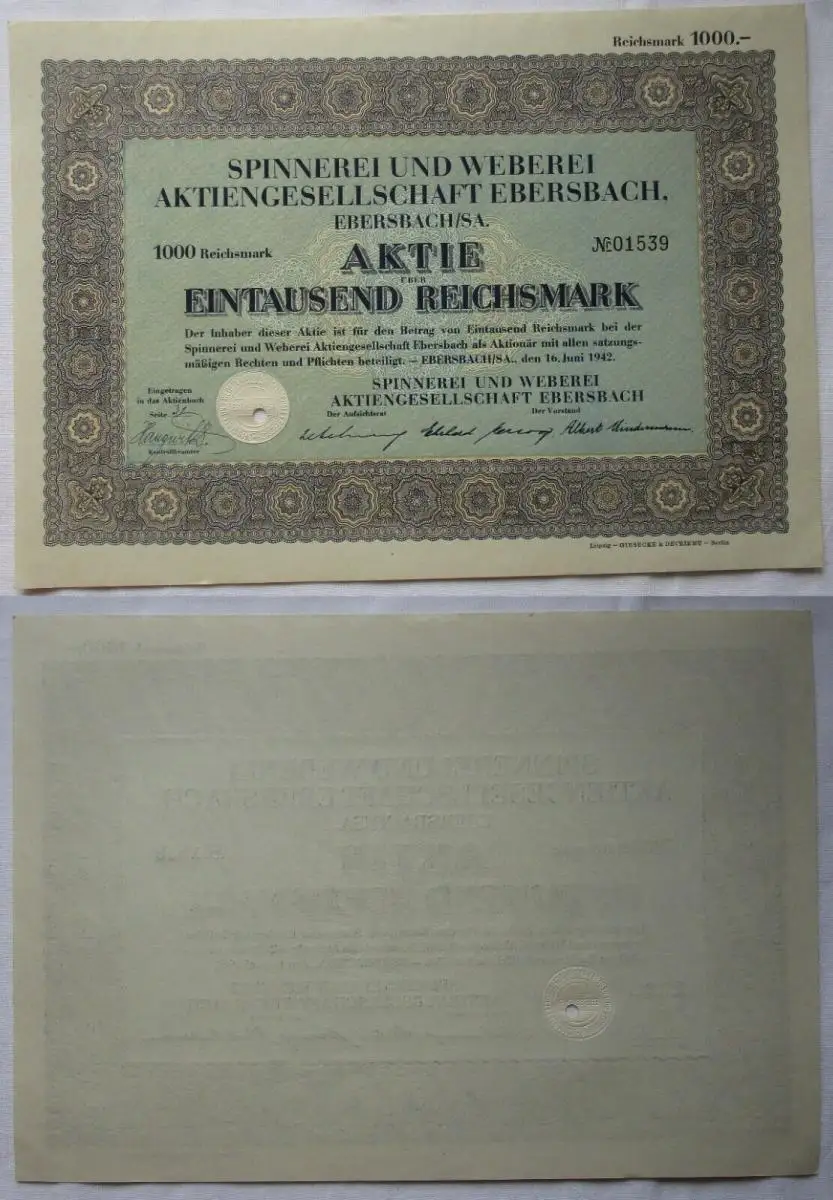 Reichsmark 1000.–
SPINNEREI UND WEBEREI
AKTIENGESELLSCHAFT EBERSBACH,
EBERSBACH/SA.
1000 Reichsmark
AKTIE
№ 01539
ÜBER
EINTAUSEND REICHSMARK
Der Inhaber dieser Aktie ist für den Betrag von Eintausend Reichsmark bei der
Spinnerei und Weberei Aktiengesellschaft Ebersbach als Aktionär mit allen satzungs-
mäßigen Rechten und Pflichten beteiligt. – EBERSBACH/SA., den 16. Juni 1942.
SPINNEREI UND WEBEREI
AKTIENGESELLSCHAFT EBERSBACH
Eingetragen
in das Aktienbuch
Seite
Kontrollbeamter
Der Aufsichtsrat
Der Vorstand
Leipzig – GIESECKE & DEVRIENT – Berlin